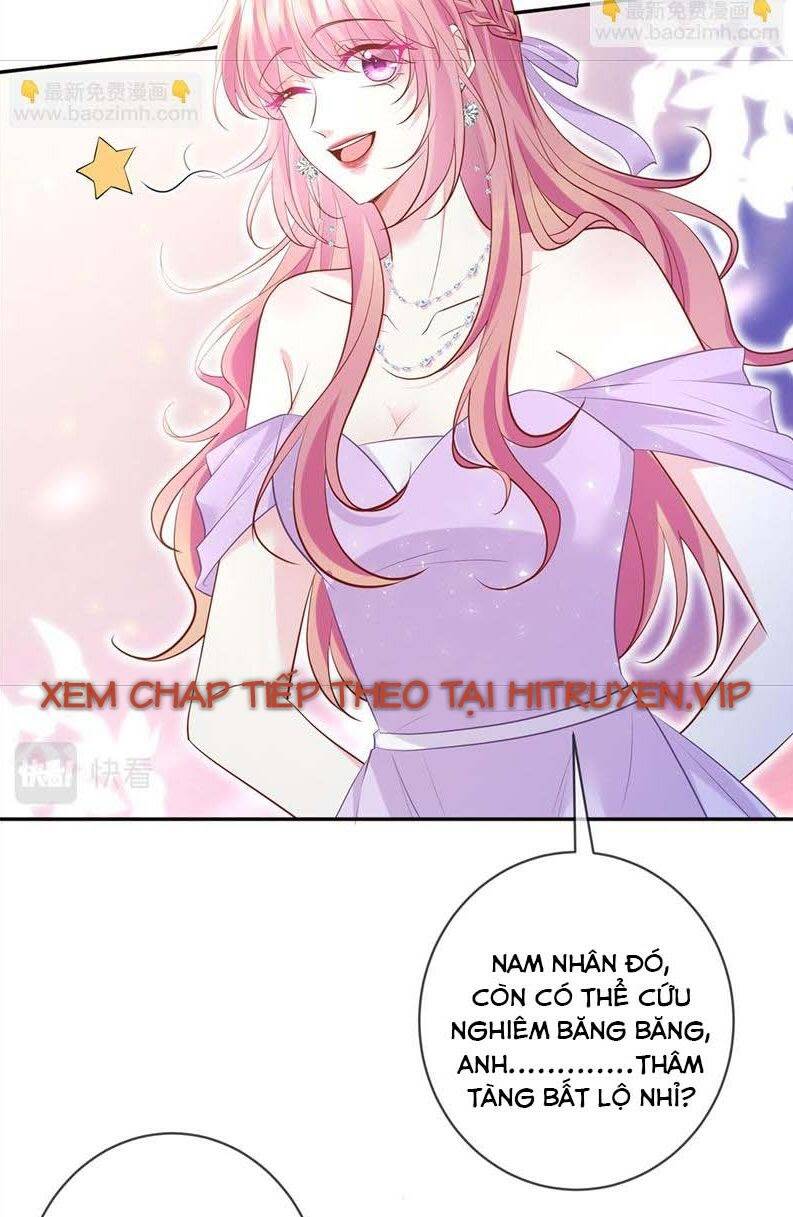 最新免费漫画
www.baozimh.com
最新免费漫画
www.baozimh.com
XEM CHAP TIẾP THEO TẠI HITRUYEN.VIP
快看! 快看
NAM NHÂN ĐÓ,
CÒN CÓ THỂ CỨU
NGHIÊM BĂNG BĂNG,
ANH.............THÂM
TÀNG BẤT LỘ NHỈ?